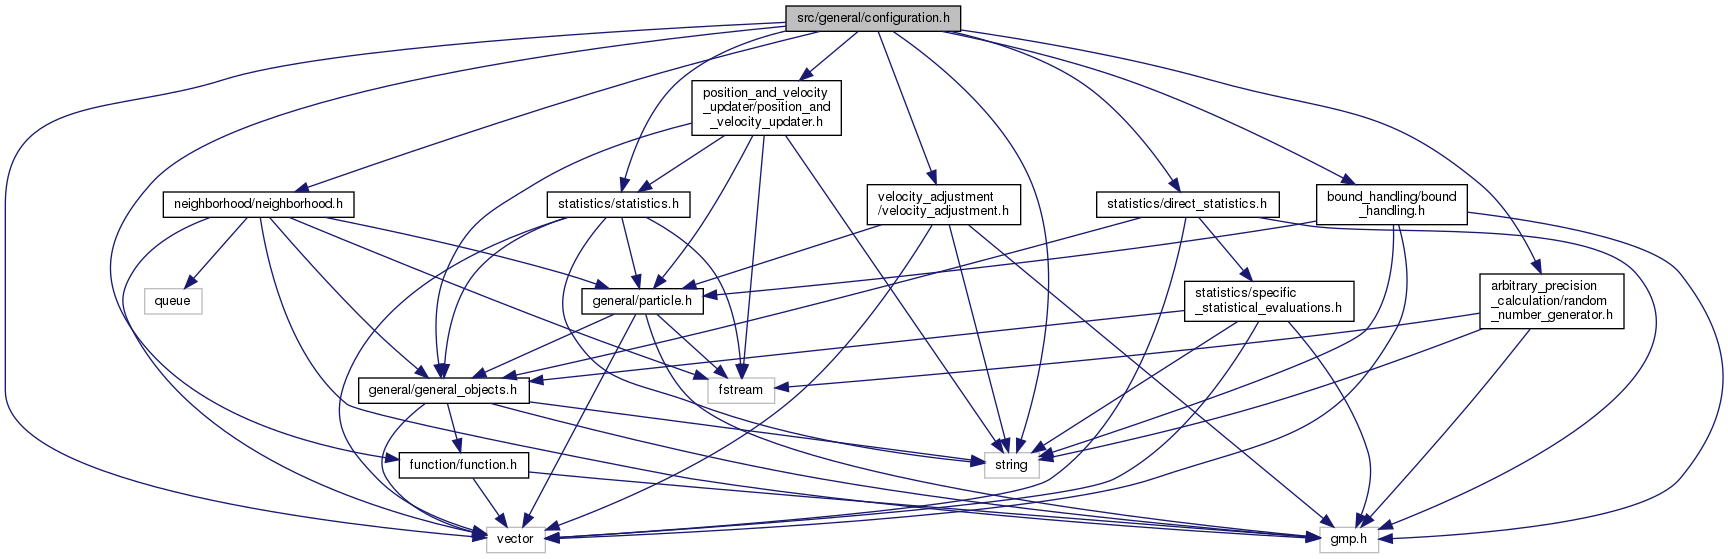 src/general/configuration.h
position_and_velocity
_updater/position_and
_velocity_updater.h
neighborhood/neighborhood.h
statistics/statistics.h
velocity_adjustment
/velocity_adjustment.h
statistics/direct_statistics.h
bound_handling/bound
_handling.h
queue
general/particle.h
statistics/specific
_statistical_evaluations.h
arbitrary_precision
_calculation/random
_number_generator.h
general/general_objects.h
fstream
function/function.h
string
vector
gmp.h